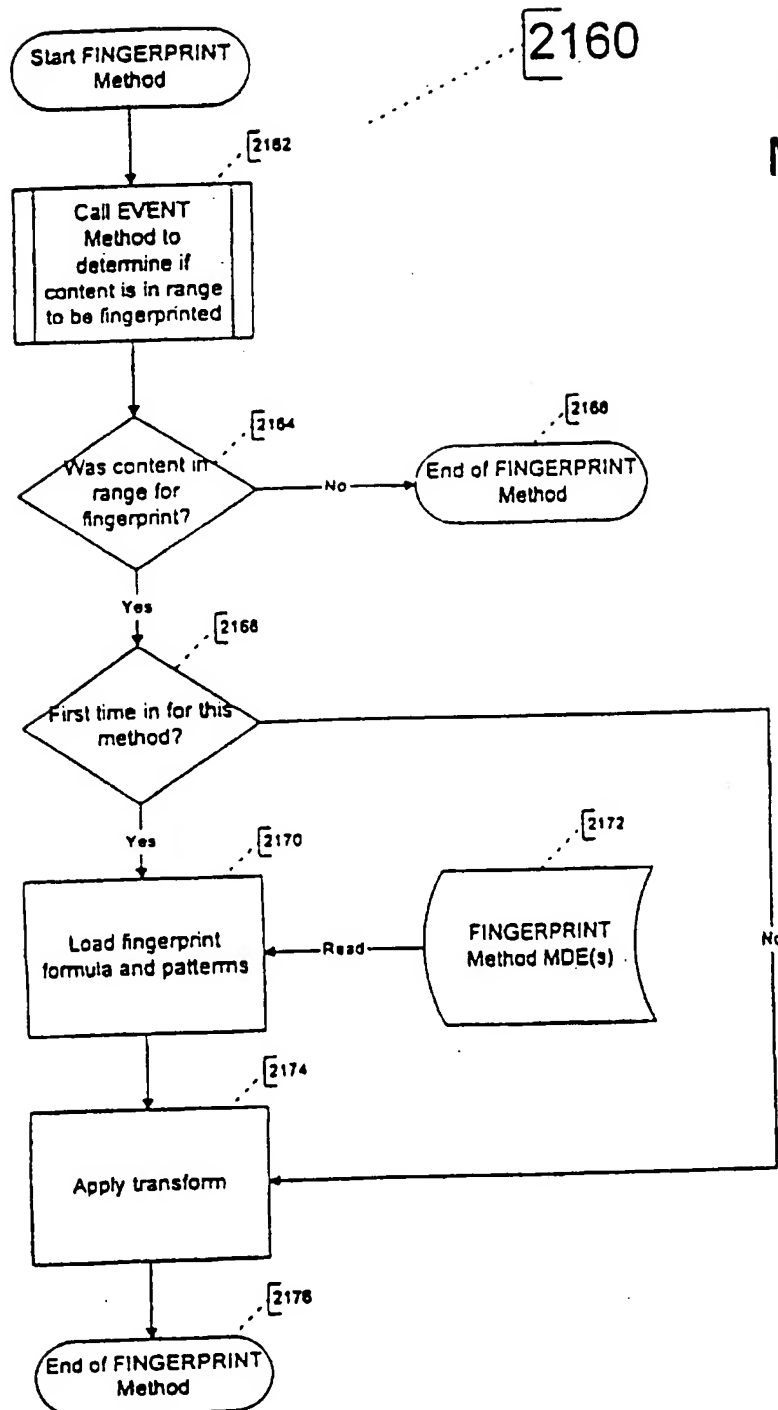 Start FINGERPRINT
Method
2160
2162
Call EVENT
Method to
determine if
content is in range
to be fingerprinted
2164
Was content in
range for
fingerprint?
No
2166
End of FINGERPRINT
Method
Yes
2168
First time in for this
method?
No
Yes
2170
Load fingerprint
formula and patterns
Read
2172
FINGERPRINT
Method MDE(s)
2174
Apply transform
2176
End of FINGERPRINT
Method